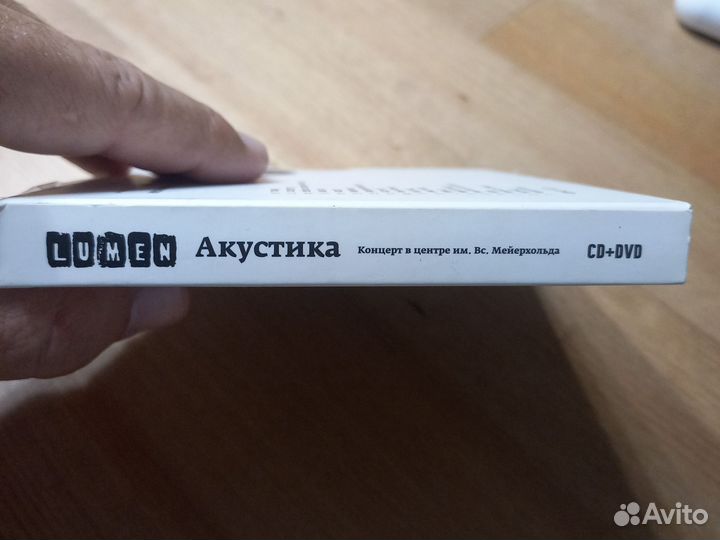 LUMEN Акустика Концерт в центре им. Вс. Мейерхольда CD+DVD
Avito